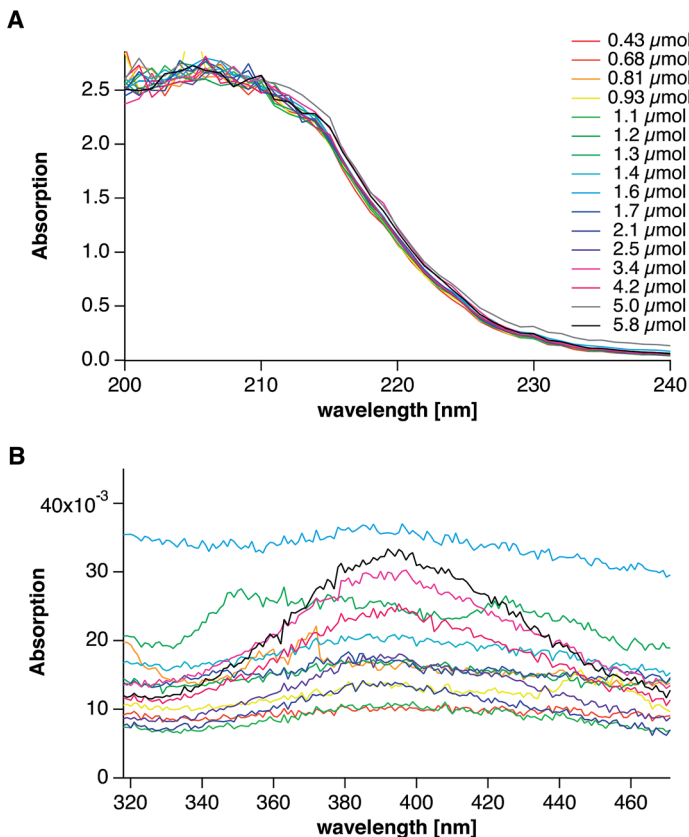 A
Absorption
2.5
2.0
1.5
1.0
0.5
0.0
200
210
220
230
240
wavelength [nm]
0.43 µmol
0.68 µmol
0.81 µmol
0.93 µmol
1.1 µmol
1.2 µmol
1.3 µmol
1.4 µmol
1.6 µmol
1.7 µmol
2.1 µmol
2.5 µmol
3.4 µmol
4.2 µmol
5.0 µmol
5.8 µmol
B
Absorption
40x10⁻³
30
20
10
0
320
340
360
380
400
420
440
460
wavelength [nm]